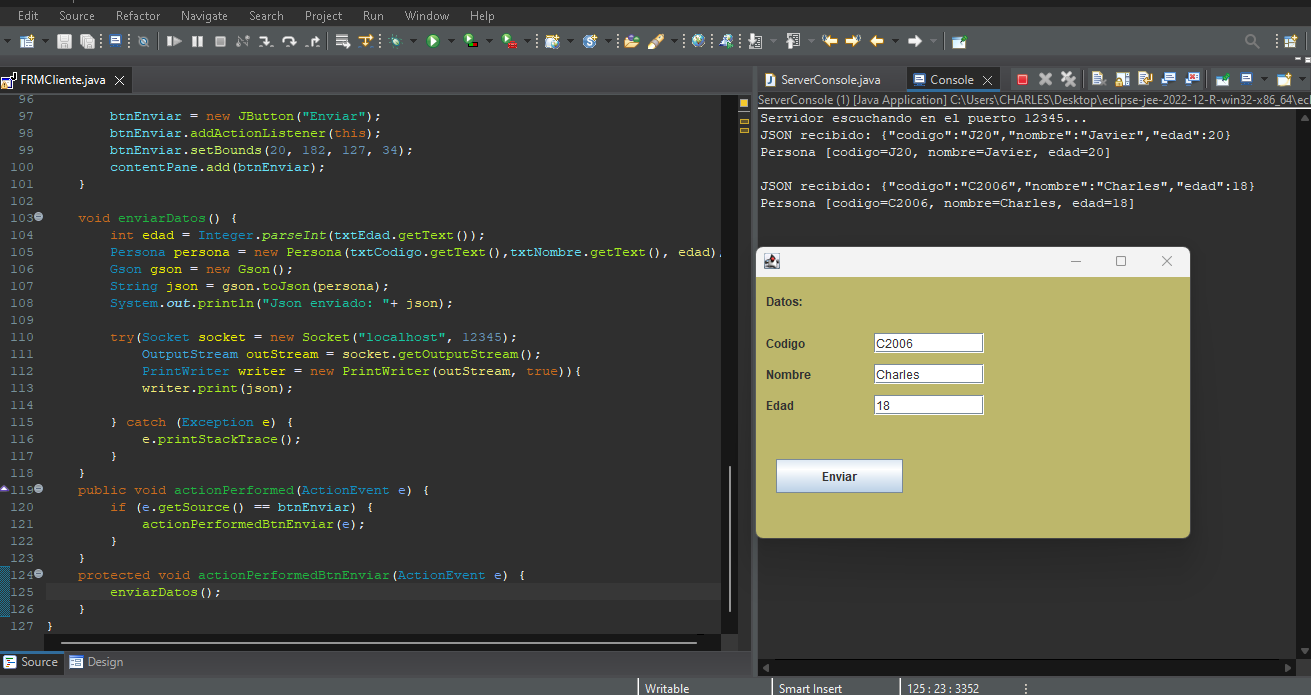 Edit Source Refactor Navigate Search Project Run Window Help
FRMCliente.java
96
97 btnEnviar = new JButton("Enviar");
98 btnEnviar.addActionListener(this);
99 btnEnviar.setBounds(20, 182, 127, 34);
100 contentPane.add(btnEnviar);
101 }
102
103 void enviarDatos() {
104 int edad = Integer.parseInt(txtEdad.getText());
105 Persona persona = new Persona(txtCodigo.getText(),txtNombre.getText(), edad)
106 Gson gson = new Gson();
107 String json = gson.toJson(persona);
108 System.out.println("Json enviado: "+ json);
109
110 try(Socket socket = new Socket("localhost", 12345);
111 OutputStream outStream = socket.getOutputStream();
112 PrintWriter writer = new PrintWriter(outStream, true)){
113 writer.print(json);
114
115 } catch (Exception e) {
116 e.printStackTrace();
117 }
118 }
119 public void actionPerformed(ActionEvent e) {
120 if (e.getSource() == btnEnviar) {
121 actionPerformedBtnEnviar(e);
122 }
123 }
124 protected void actionPerformedBtnEnviar(ActionEvent e) {
125 enviarDatos();
126 }
127 }
Source Design
ServerConsole.java Console
ServerConsole (1) [Java Application] C:\Users\CHARLES\Desktop\eclipse-jee-2022-12-R-win32-x86_64\ecl
Servidor escuchando en el puerto 12345...
JSON recibido: {"codigo":"J20","nombre":"Javier","edad":20}
Persona [codigo=J20, nombre=Javier, edad=20]
JSON recibido: {"codigo":"C2006","nombre":"Charles","edad":18}
Persona [codigo=C2006, nombre=Charles, edad=18]
Datos:
Codigo C2006
Nombre Charles
Edad 18
Enviar
Writable Smart Insert 125 : 23 : 3352